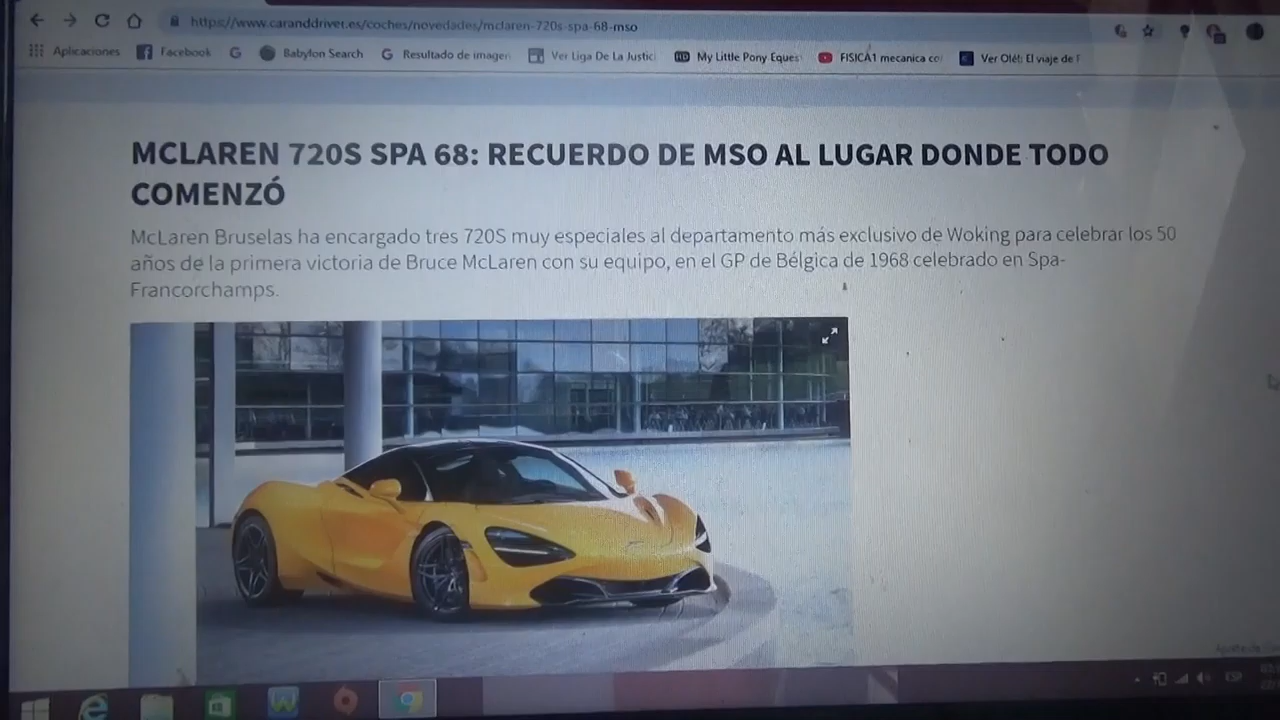 https://www.caranddriver.es/coches/novedades/mclaren-720s-spa-68-mso
Aplicaciones Facebook Babylon Search Resultado de imagen Ver Liga De La Justici My Little Pony Eques FISICA1 mecanica co Ver Olé!: El viaje de F
MCLAREN 720S SPA 68: RECUERDO DE MSO AL LUGAR DONDE TODO
COMENZÓ
McLaren Bruselas ha encargado tres 720S muy especiales al departamento más exclusivo de Woking para celebrar los 50
años de la primera victoria de Bruce McLaren con su equipo, en el GP de Bélgica de 1968 celebrado en Spa-
Francorchamps.
ESP